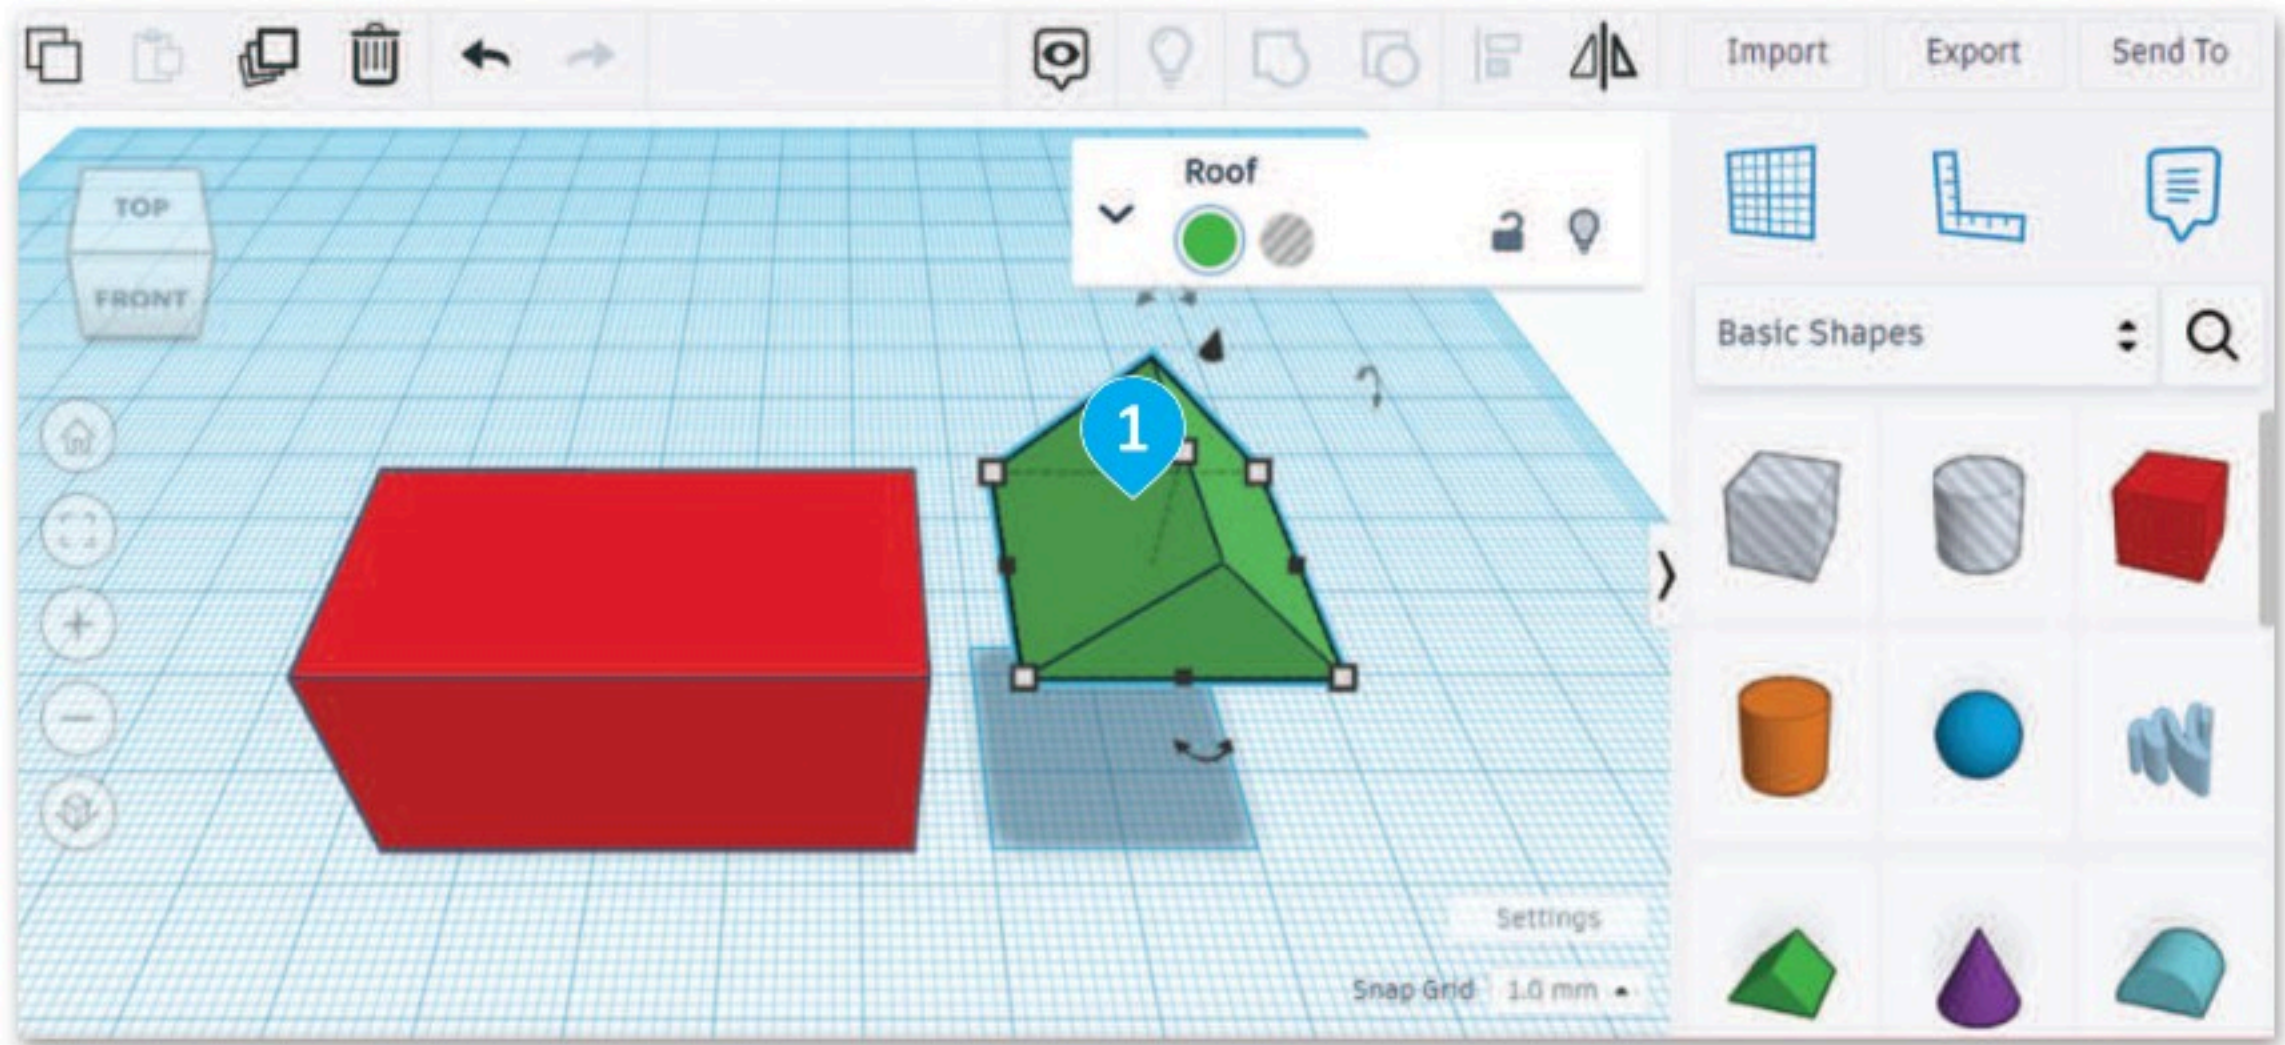 Import
Export
Send To
TOP
FRONT
Roof
1
Basic Shapes
Settings
Snap Grid 1.0 mm